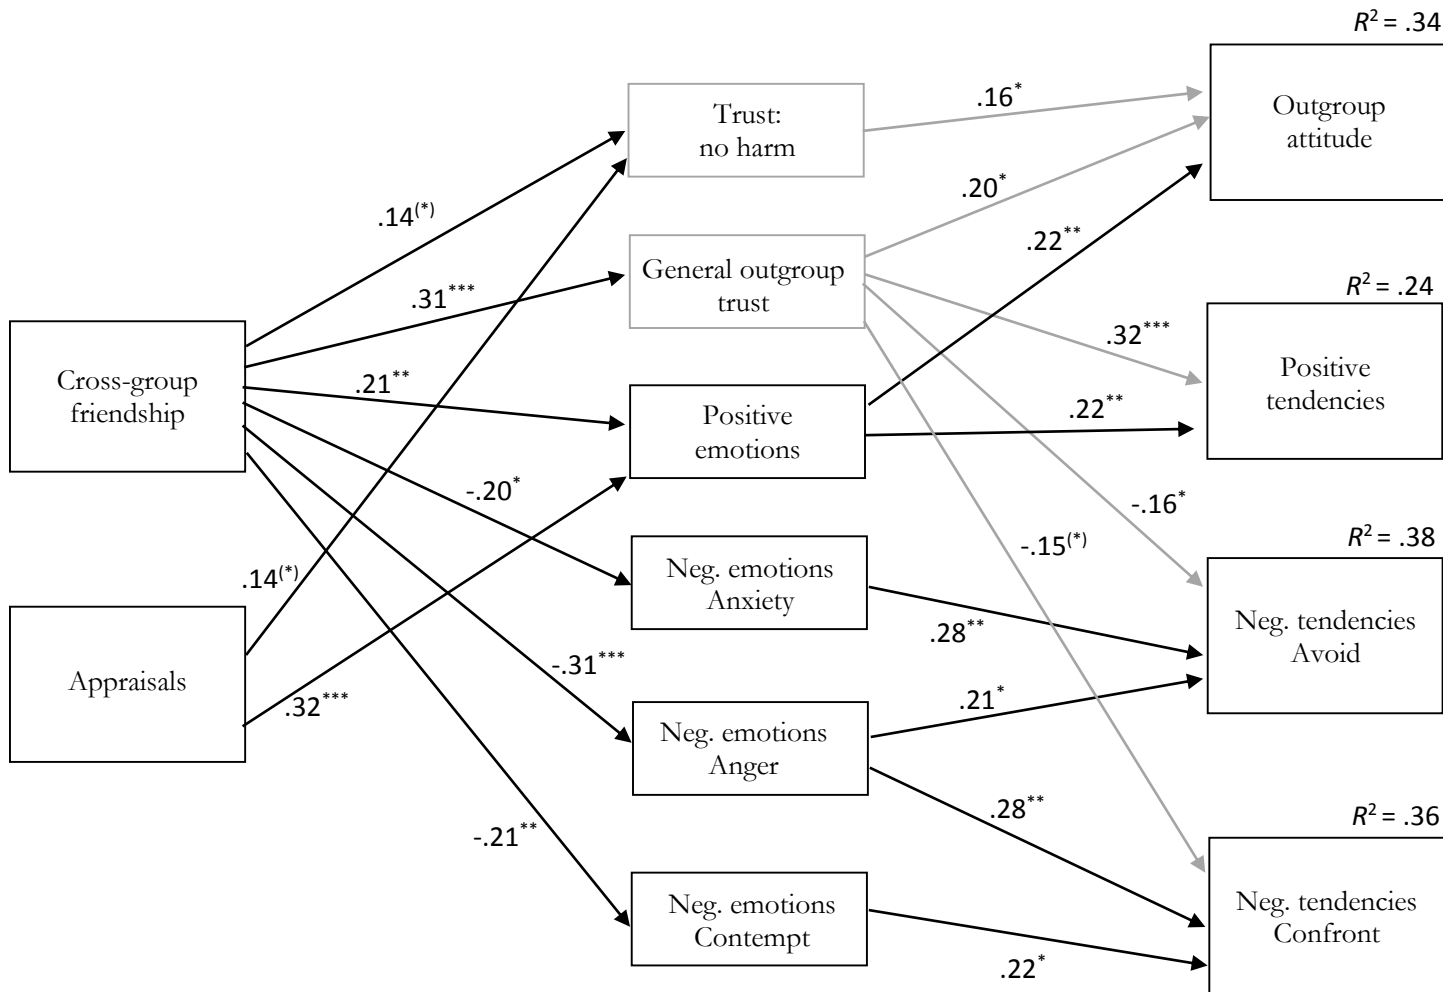 R² = .34
Trust:
no harm
.16*
Outgroup
attitude
.14(*)
.20*
.22**
General outgroup
trust
.31***
R² = .24
.32***
Cross-group
friendship
.21**
Positive
emotions
.22**
Positive
tendencies
-.20*
-.16*
-.15(*)
R² = .38
.14(*)
Neg. emotions
Anxiety
.28**
Neg. tendencies
Avoid
Appraisals
-.31***
.32***
.21*
Neg. emotions
Anger
.28**
R² = .36
-.21**
Neg. emotions
Contempt
.22*
Neg. tendencies
Confront